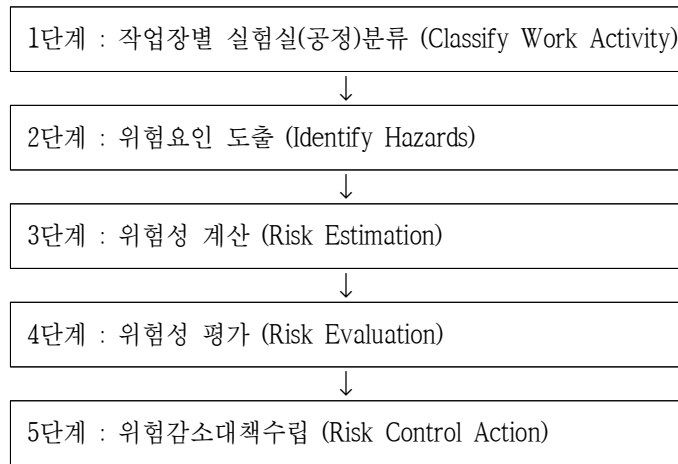 1단계 : 작업장별 실험실(공정)분류 (Classify Work Activity)
↓
2단계 : 위험요인 도출 (Identify Hazards)
↓
3단계 : 위험성 계산 (Risk Estimation)
↓
4단계 : 위험성 평가 (Risk Evaluation)
↓
5단계 : 위험감소대책수립 (Risk Control Action)